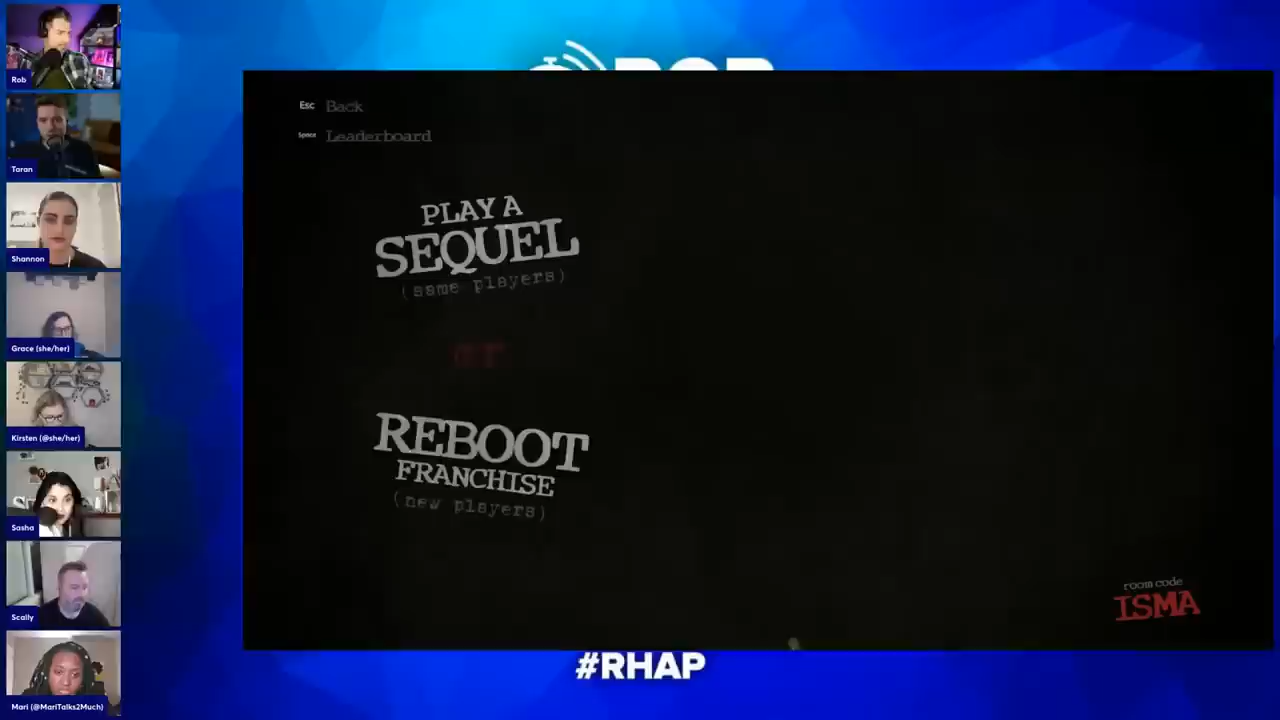 Rob
Taran
Shannon
Grace (she/her)
Kirsten (@she/her)
Sasha
Scally
Mari (@MariTalks2Much)
Esc Back
Space Leaderboard
PLAY A
SEQUEL
(same players)
or
REBOOT
FRANCHISE
(new players)
room code
ISMA
#RHAP